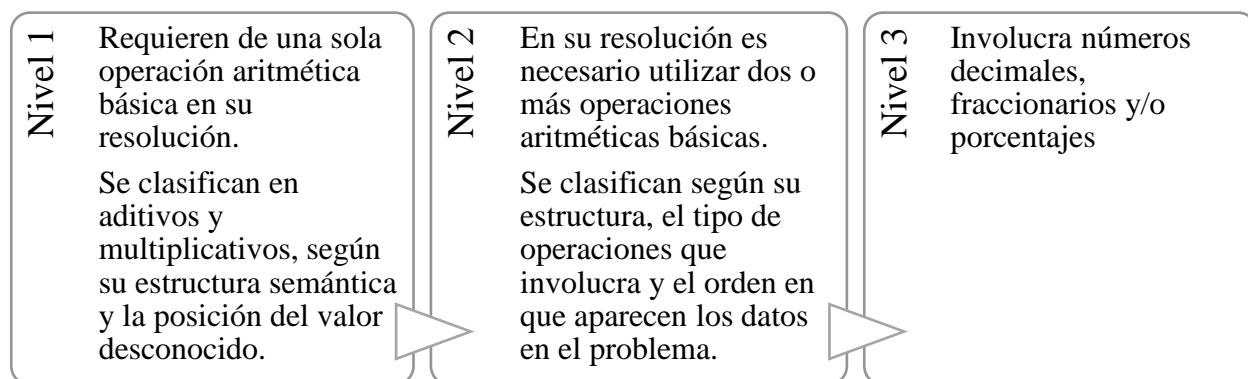 Nivel 1
Requieren de una sola
operación aritmética
básica en su
resolución.
Se clasifican en
aditivos y
multiplicativos, según
su estructura semántica
y la posición del valor
desconocido.
Nivel 2
En su resolución es
necesario utilizar dos o
más operaciones
aritméticas básicas.
Se clasifican según su
estructura, el tipo de
operaciones que
involucra y el orden en
que aparecen los datos
en el problema.
Nivel 3
Involucra números
decimales,
fraccionarios y/o
porcentajes